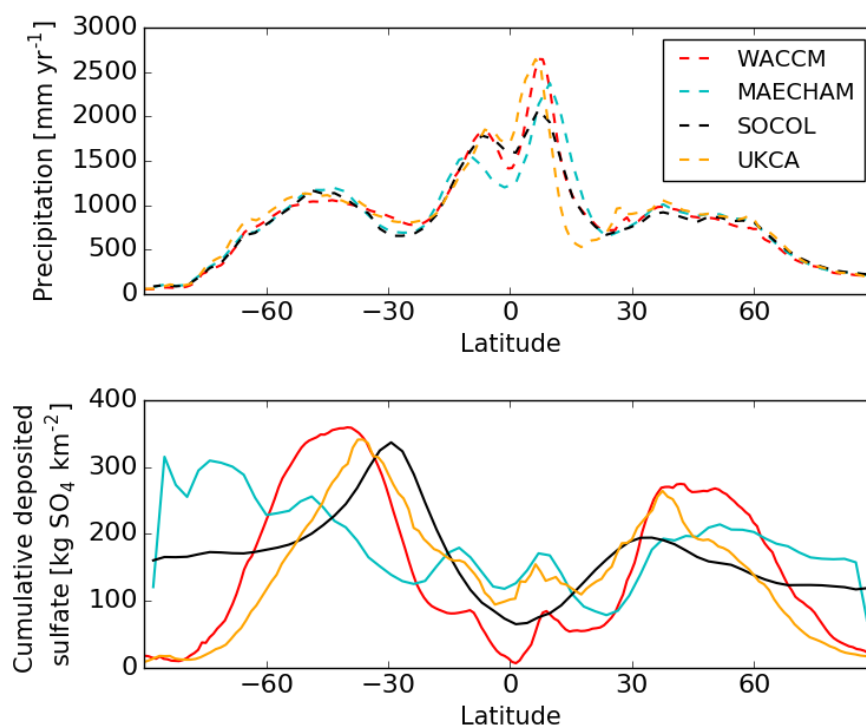 3000
2500
2000
1500
1000
500
0
Precipitation [mm yr⁻¹]
WACCM
MAECHAM
SOCOL
UKCA
−60 −30 0 30 60
Latitude
400
300
200
100
0
Cumulative deposited
sulfate [kg SO₄ km⁻²]
−60 −30 0 30 60
Latitude